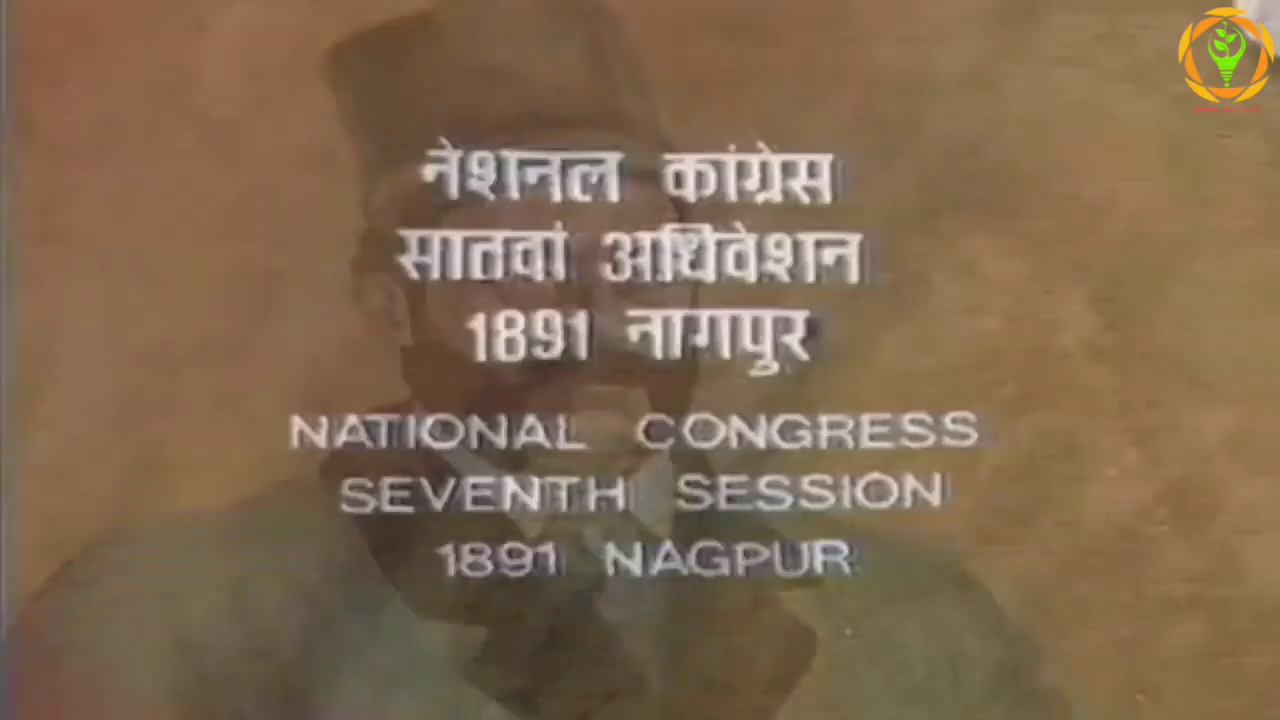 नेशनल कांग्रेस
सातवां अधिवेशन
1891 नागपुर
NATIONAL CONGRESS
SEVENTH SESSION
1891 NAGPUR